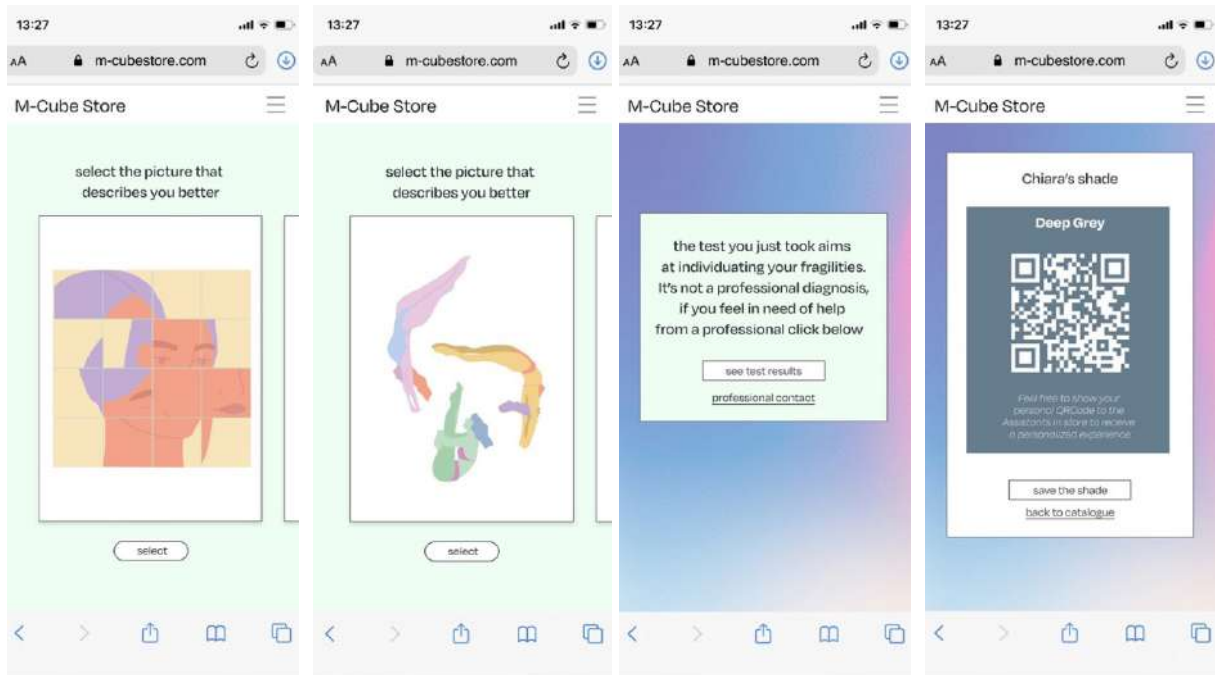 13:27
AA m-cubestore.com
M-Cube Store
select the picture that
describes you better
select
13:27
AA m-cubestore.com
M-Cube Store
select the picture that
describes you better
select
13:27
AA m-cubestore.com
M-Cube Store
the test you just took aims
at individuating your fragilities.
It's not a professional diagnosis,
if you feel in need of help
from a professional click below
see test results
professional contact
13:27
AA m-cubestore.com
M-Cube Store
Chiara's shade
Deep Grey
Feel free to show your
personal QRCode to the
Assistants in store to receive
a personalized experience
save the shade
back to catalogue